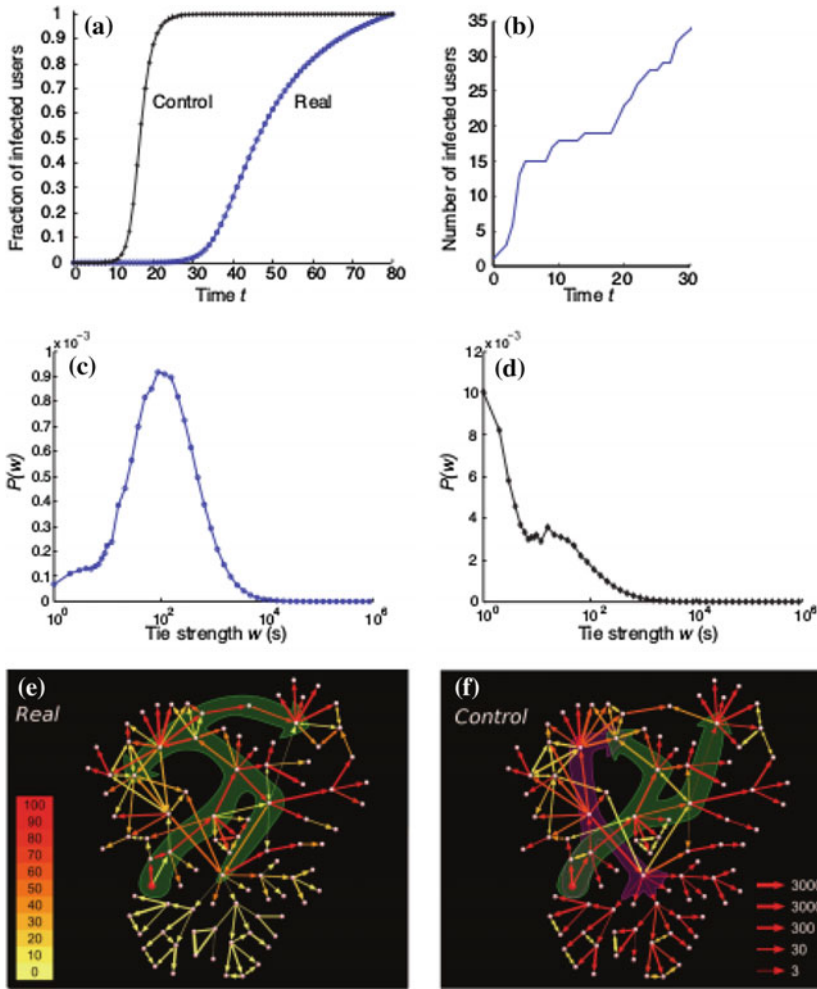 (a)
Fraction of infected users
1
0.9
0.8
0.7
0.6
0.5
0.4
0.3
0.2
0.1
0
Control
Real
0 10 20 30 40 50 60 70 80
Time t
(b)
Number of infected users
35
30
25
20
15
10
5
0
0 10 20 30
Time t
(c)
×10⁻³
P(w)
1
0.9
0.8
0.7
0.6
0.5
0.4
0.3
0.2
0.1
0
10⁰ 10² 10⁴ 10⁶
Tie strength w (s)
(d)
×10⁻³
P(w)
12
10
8
6
4
2
0
10⁰ 10² 10⁴ 10⁶
Tie strength w (s)
(e)
Real
100
90
80
70
60
50
40
30
20
10
0
(f)
Control
3000
300
30
3